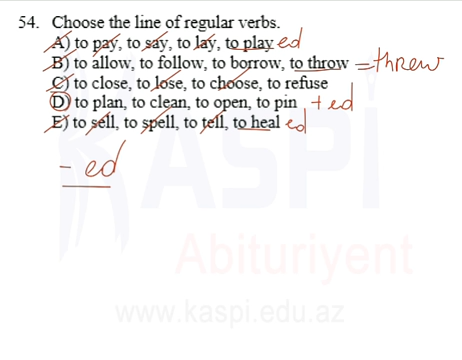 54. Choose the line of regular verbs.
A) to pay, to say, to lay, to play ed
B) to allow, to follow, to borrow, to throw = threw
C) to close, to lose, to choose, to refuse
D) to plan, to clean, to open, to pin + ed
E) to sell, to spell, to tell, to heal ed
- ed
KASPI
Abituriyent
www.kaspi.edu.az